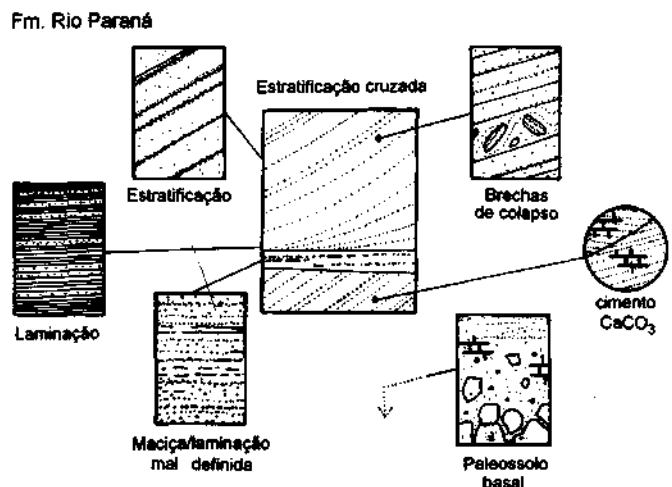 Fm. Rio Paraná
Estratificação cruzada
Estratificação
Brechas
de colapso
Laminação
cimento
CaCO₃
Maciça/laminação
mal definida
Paleossolo
basal